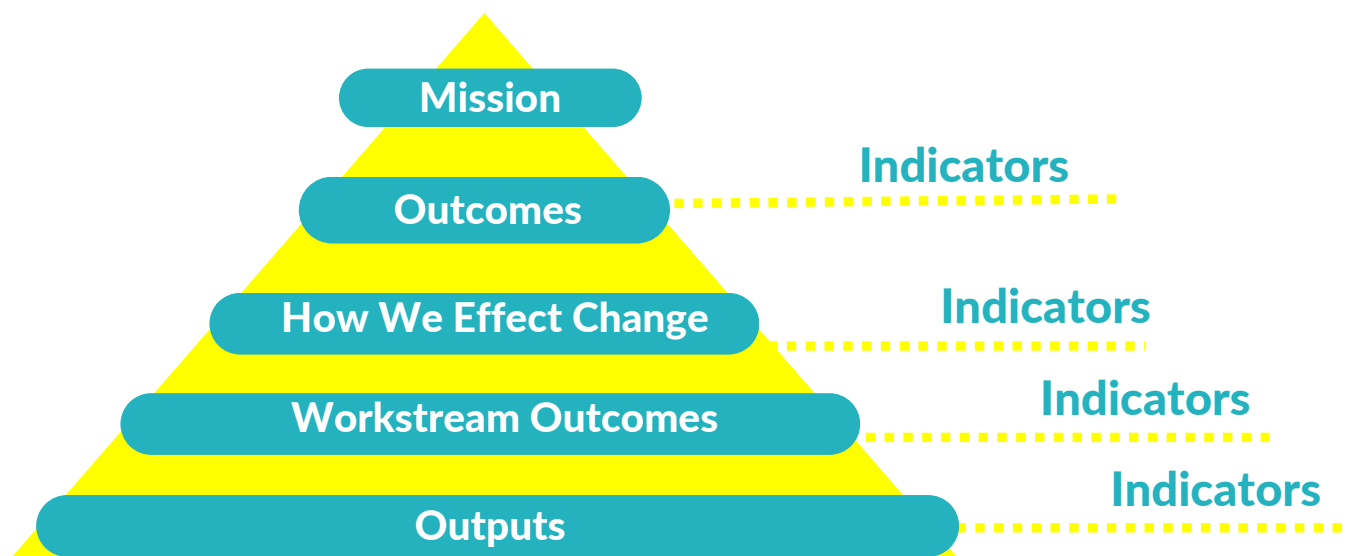 Mission
Indicators
Outcomes
Indicators
How We Effect Change
Indicators
Workstream Outcomes
Indicators
Outputs